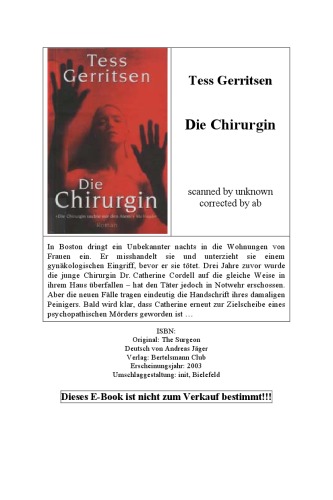 Tess
Gerritsen
Die
Chirurgin
Roman
Tess Gerritsen
Die Chirurgin
scanned by unknown
corrected by ab
In Boston dringt ein Unbekannter nachts in die Wohnungen von
Frauen ein. Er misshandelt sie und unterzieht sie einem
gynäkologischen Eingriff, bevor er sie tötet. Drei Jahre zuvor wurde
die junge Chirurgin Dr. Catherine Cordell auf die gleiche Weise in
ihrem Haus überfallen – hat den Täter jedoch in Notwehr erschossen.
Aber die neuen Fälle tragen eindeutig die Handschrift ihres damaligen
Peinigers. Bald wird klar, dass Catherine erneut zur Zielscheibe eines
psychopathischen Mörders geworden ist …
ISBN:
Original: The Surgeon
Deutsch von Andreas Jäger
Verlag: Bertelsmann Club
Erscheinungsjahr: 2003
Umschlaggestaltung: init, Bielefeld
Dieses E-Book ist nicht zum Verkauf bestimmt!!!